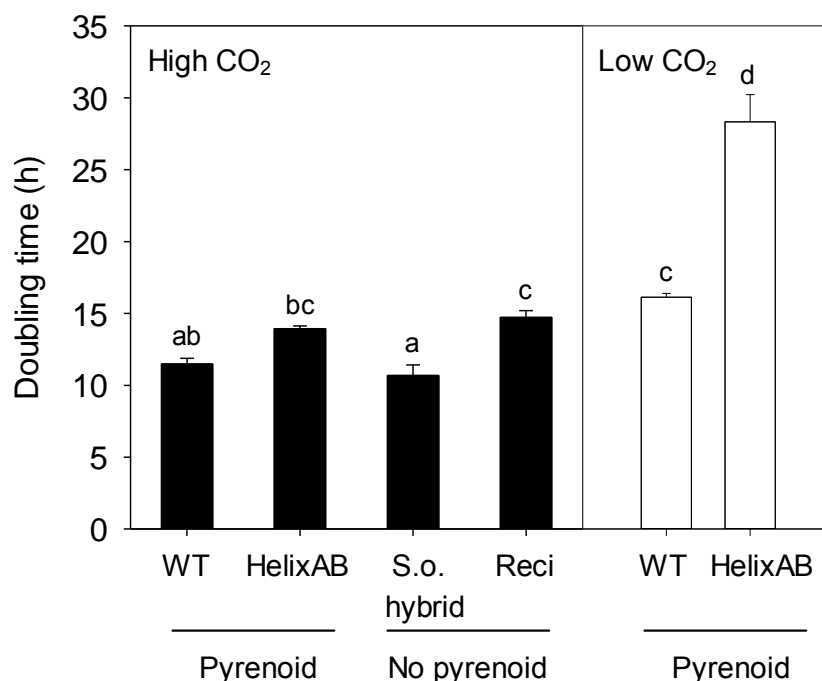 35
30
25
20
15
10
5
0
Doubling time (h)
High CO₂
Low CO₂
ab
bc
a
c
c
d
WT HelixAB S.o. Reci WT HelixAB
hybrid
Pyrenoid No pyrenoid Pyrenoid